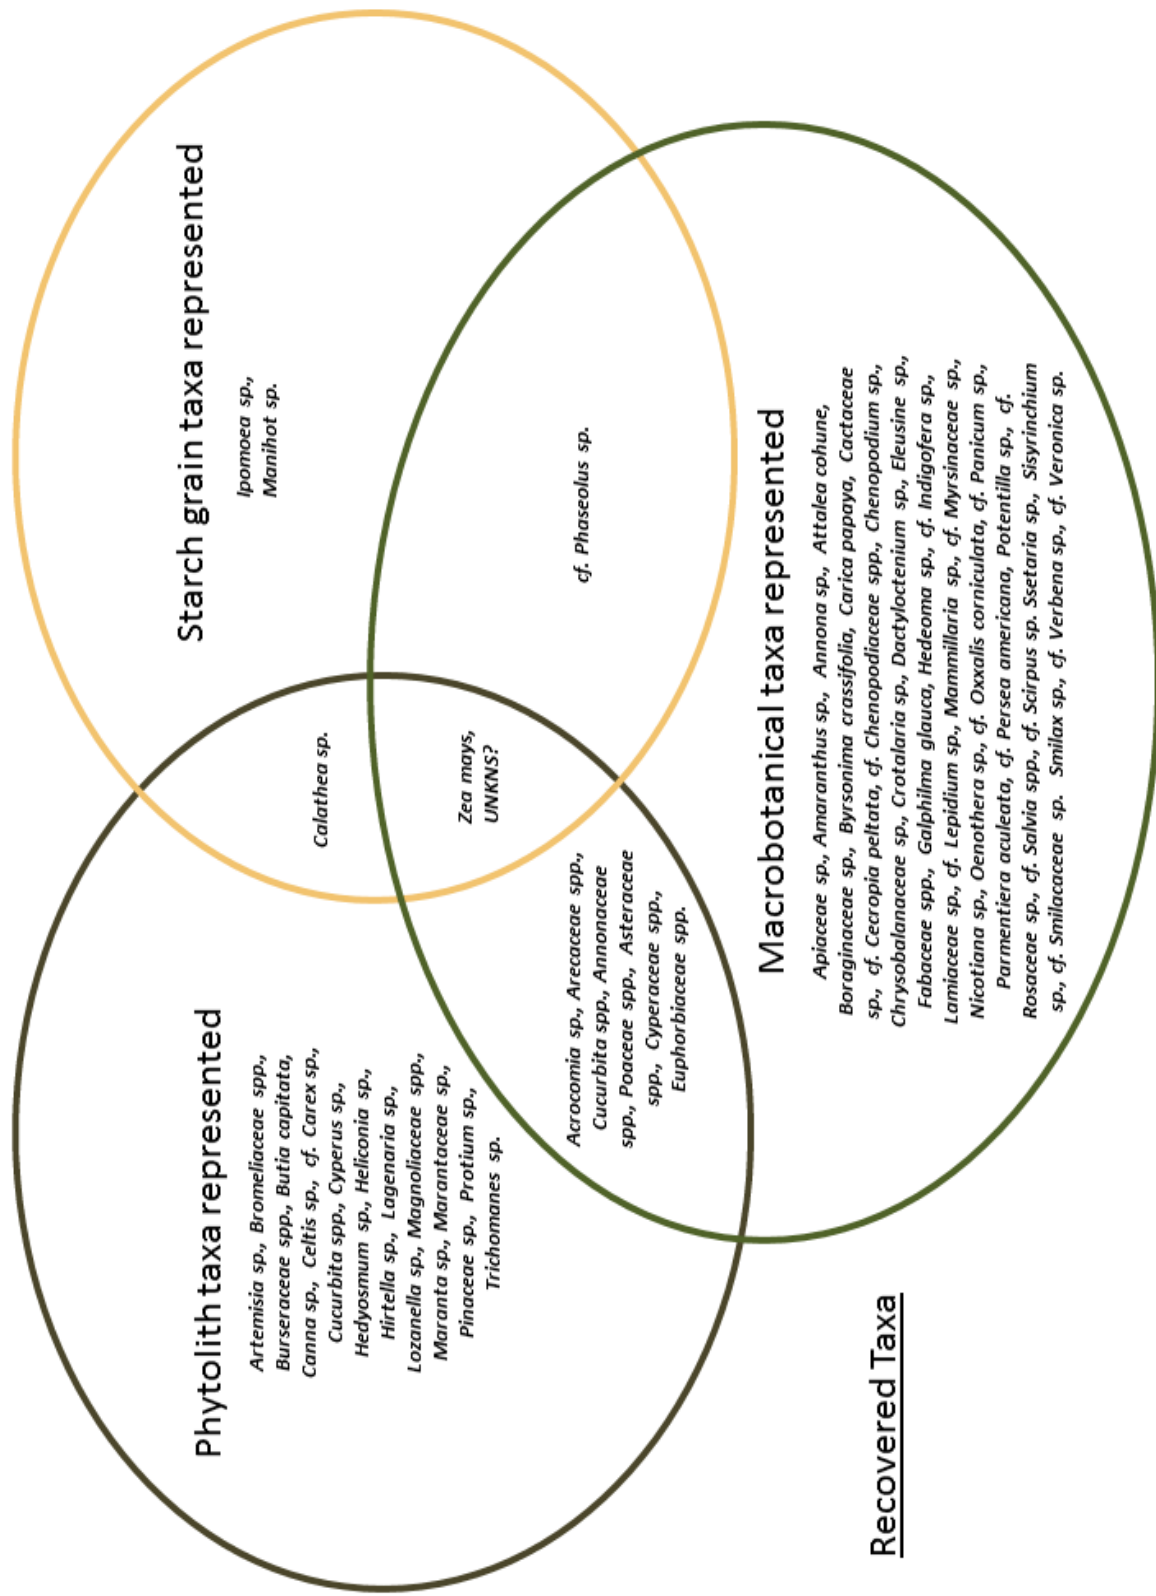 Recovered Taxa
Phytolith taxa represented
Artemisia sp., Bromeliaceae spp.,
Burseraceae spp., Butia capitata,
Canna sp., Celtis sp., cf. Carex sp.,
Cucurbita spp., Cyperus sp.,
Hedyosmum sp., Heliconia sp.,
Hirtella sp., Lagenaria sp.,
Lozanella sp., Magnoliaceae spp.,
Maranta sp., Marantaceae sp.,
Pinaceae sp., Protium sp.,
Trichomanes sp.
Starch grain taxa represented
Ipomoea sp.,
Manihot sp.
Calathea sp.
Zea mays,
UNKNS?
cf. Phaseolus sp.
Acrocomia sp., Arecaceae spp.,
Cucurbita spp., Annonaceae
spp., Poaceae spp., Asteraceae
spp., Cyperaceae spp.,
Euphorbiaceae spp.
Macrobotanical taxa represented
Apiaceae sp., Amaranthus sp., Annona sp., Attalea cohune,
Boraginaceae sp., Byrsonima crassifolia, Carica papaya, Cactaceae
sp., cf. Cecropia peltata, cf. Chenopodiaceae spp., Chenopodium sp.,
Chrysobalanaceae sp., Crotalaria sp., Dactyloctenium sp., Eleusine sp.,
Fabaceae spp., Galphilma glauca, Hedeoma sp., cf. Indigofera sp.,
Lamiaceae sp., cf. Lepidium sp., Mammillaria sp., cf. Myrsinaceae sp.,
Nicotiana sp., Oenothera sp., cf. Oxxalis corniculata, cf. Panicum sp.,
Parmentiera aculeata, cf. Persea americana, Potentilla sp., cf.
Rosaceae sp., cf. Salvia spp., cf. Scirpus sp. Ssetaria sp., Sisyrinchium
sp., cf. Smilacaceae sp. Smilax sp., cf. Verbena sp., cf. Veronica sp.